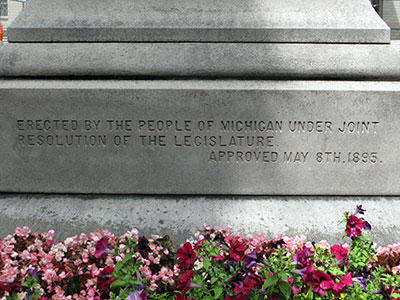 ERECTED BY THE PEOPLE OF MICHIGAN UNDER JOINT
RESOLUTION OF THE LEGISLATURE.
APPROVED MAY 8TH, 1895.